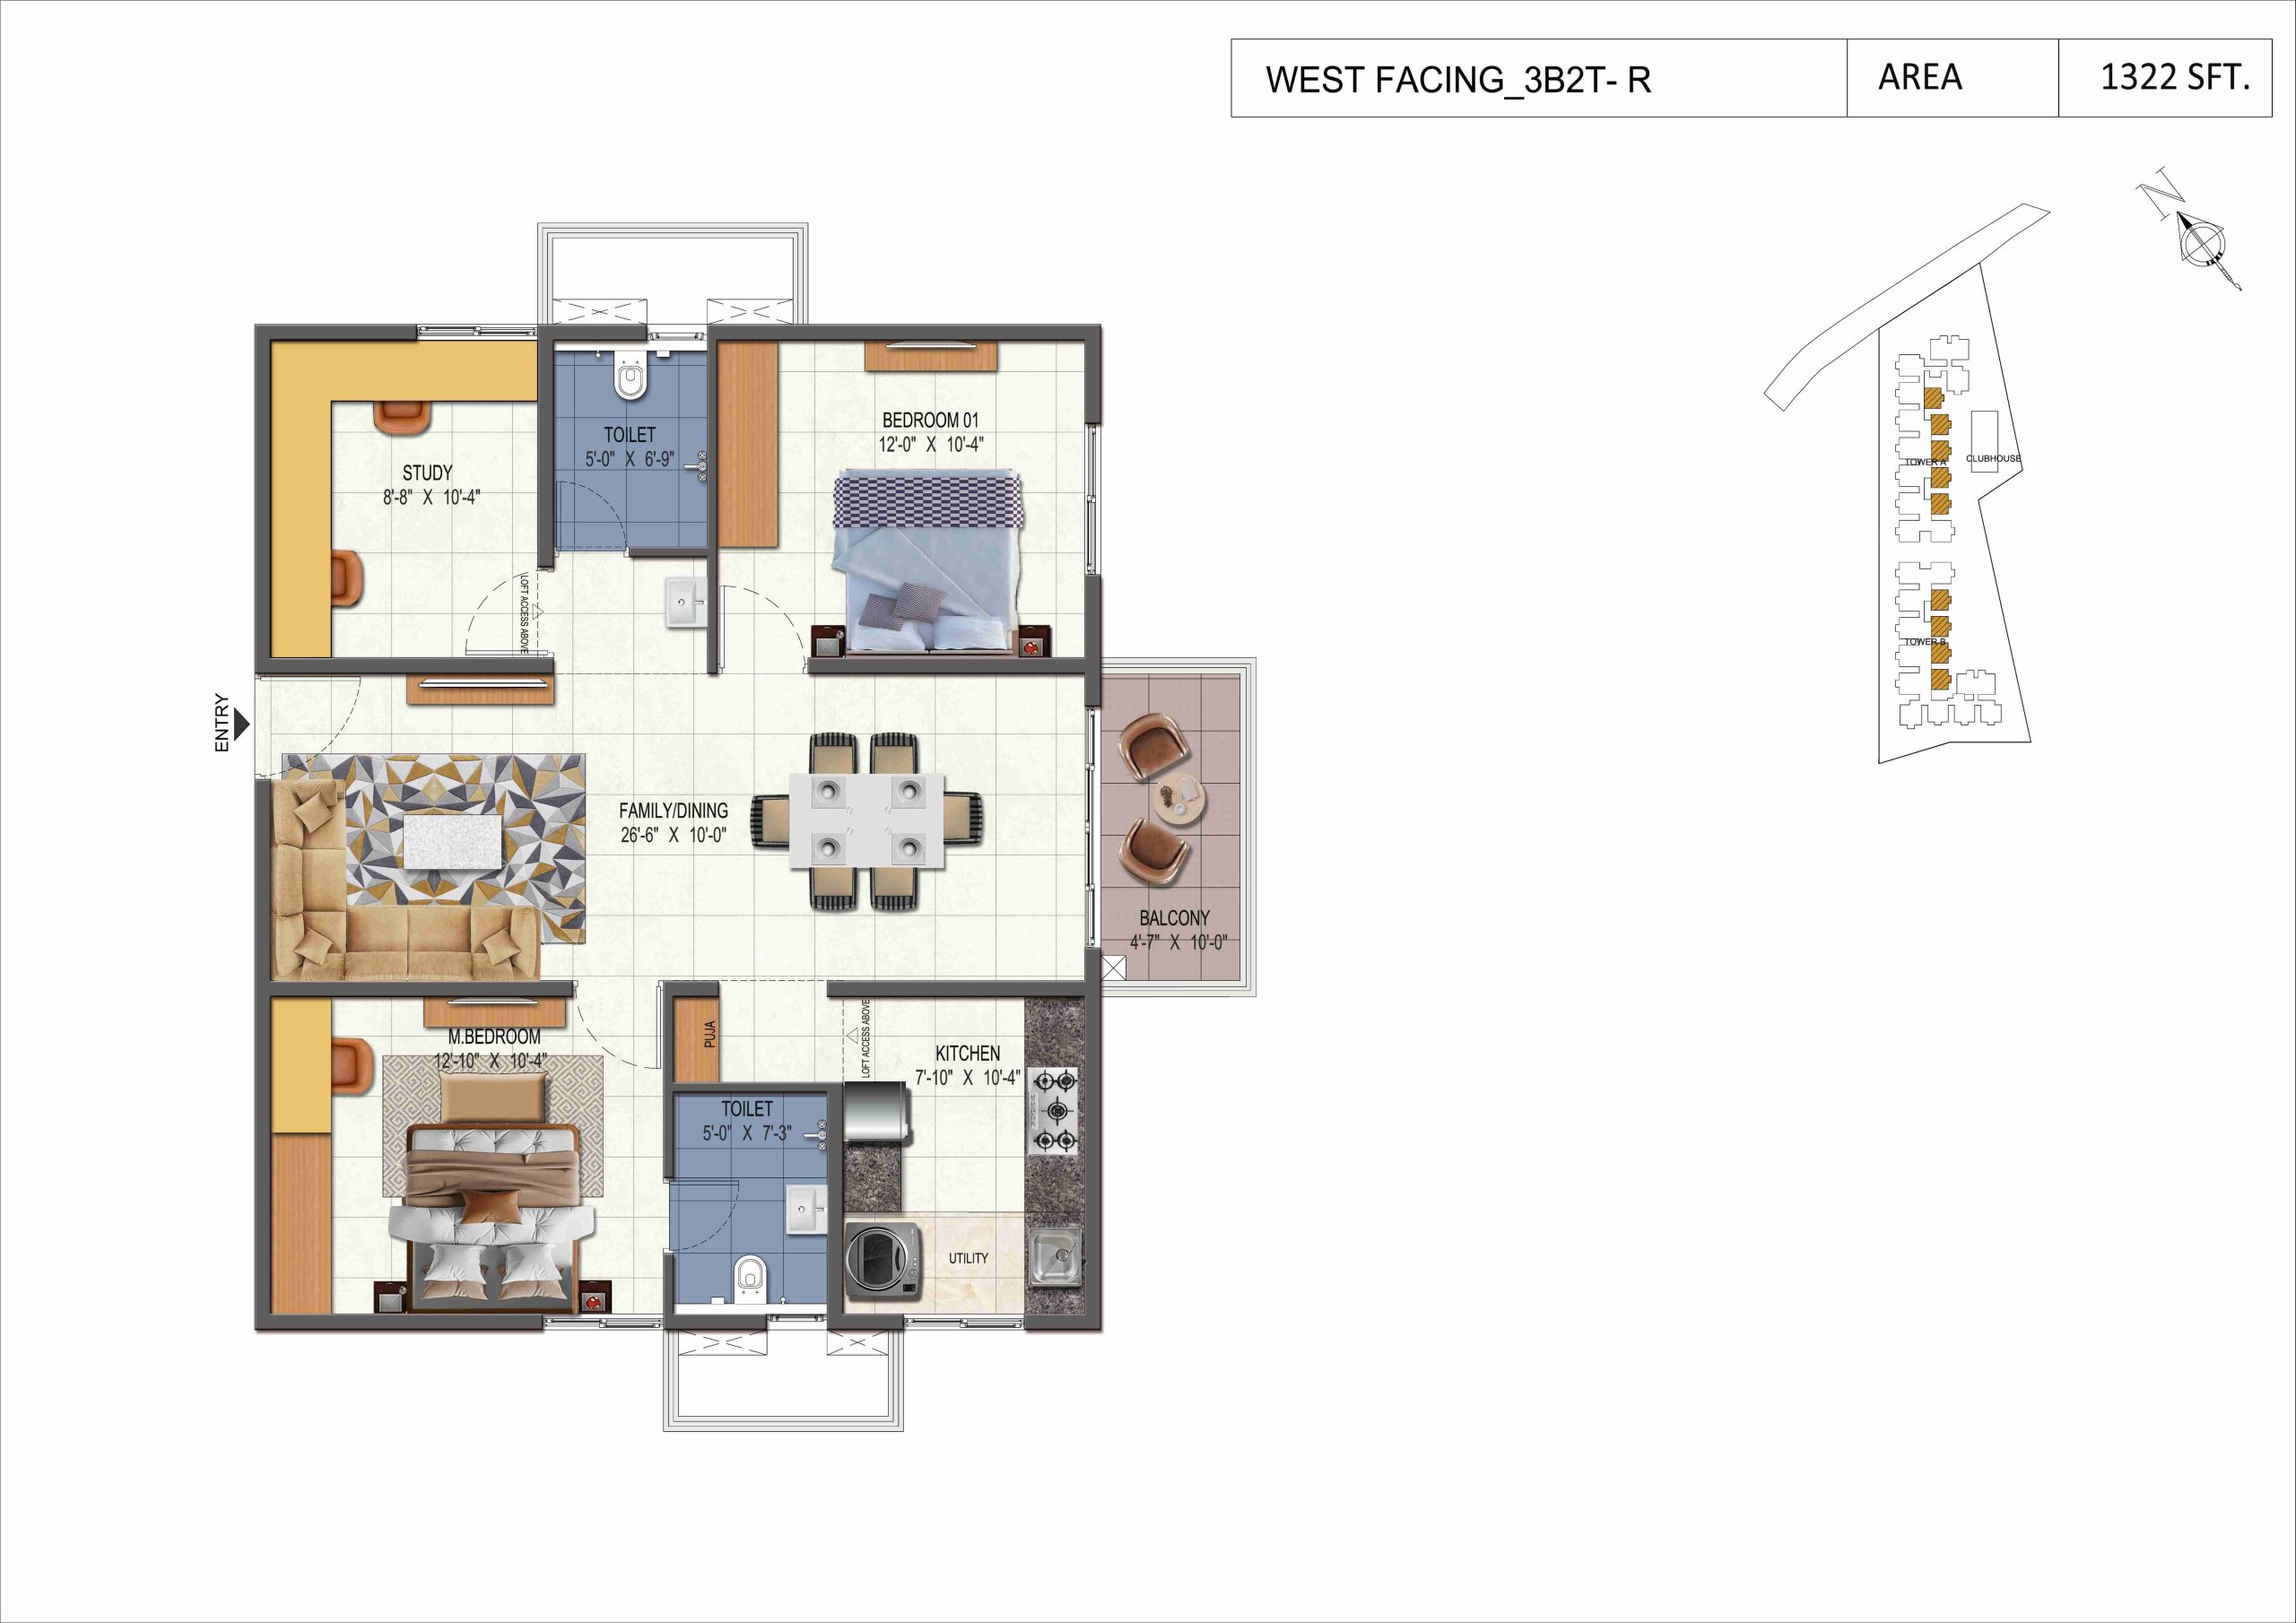 WEST FACING_3B2T- R
AREA
1322 SFT.
N
TOWER A
CLUBHOUSE
TOWER B
BEDROOM 01
12'-0" X 10'-4"
TOILET
5'-0" X 6'-9"
STUDY
8'-8" X 10'-4"
LOFT ACCESS ABOVE
ENTRY
FAMILY/DINING
26'-6" X 10'-0"
BALCONY
4'-7" X 10'-0"
M.BEDROOM
12'-10" X 10'-4"
PUJA
LOFT ACCESS ABOVE
KITCHEN
7'-10" X 10'-4"
TOILET
5'-0" X 7'-3"
UTILITY